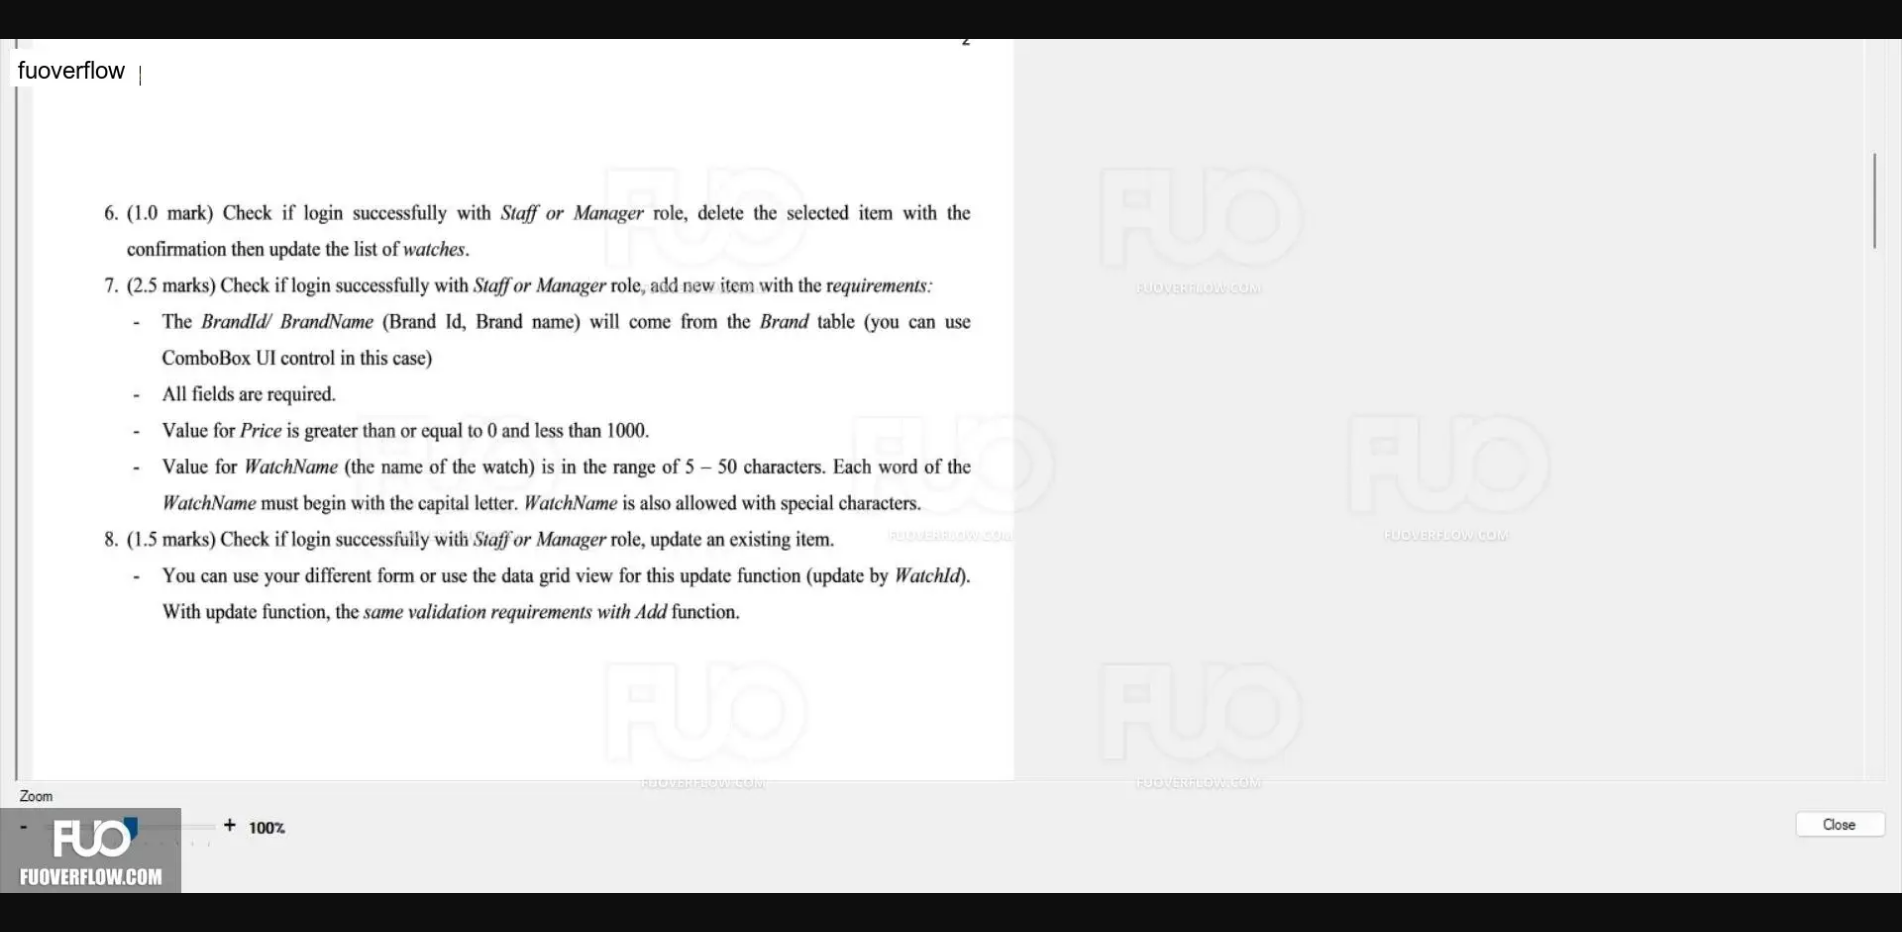 2
fuoverflow
6. (1.0 mark) Check if login successfully with Staff or Manager role, delete the selected item with the
confirmation then update the list of watches.
7. (2.5 marks) Check if login successfully with Staff or Manager role, add new item with the requirements:
- The BrandId/ BrandName (Brand Id, Brand name) will come from the Brand table (you can use
ComboBox UI control in this case)
- All fields are required.
- Value for Price is greater than or equal to 0 and less than 1000.
- Value for WatchName (the name of the watch) is in the range of 5 – 50 characters. Each word of the
WatchName must begin with the capital letter. WatchName is also allowed with special characters.
8. (1.5 marks) Check if login successfully with Staff or Manager role, update an existing item.
- You can use your different form or use the data grid view for this update function (update by WatchId).
With update function, the same validation requirements with Add function.
FUO
FUOVERFLOW.COM
FUO
FUOVERFLOW.COM
FUO
FUOVERFLOW.COM
FUO
FUOVERFLOW.COM
FUO
FUOVERFLOW.COM
FUO
FUOVERFLOW.COM
Zoom
- + 100%
Close
FUO
FUOVERFLOW.COM